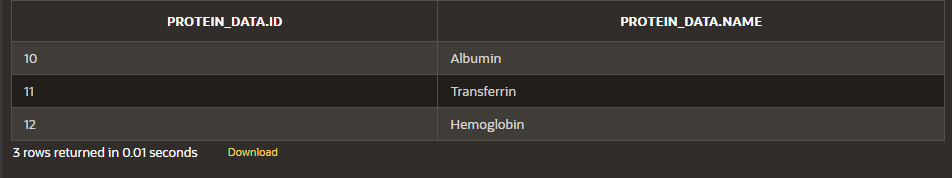 PROTEIN_DATA.ID PROTEIN_DATA.NAME
10 Albumin
11 Transferrin
12 Hemoglobin
3 rows returned in 0.01 seconds Download